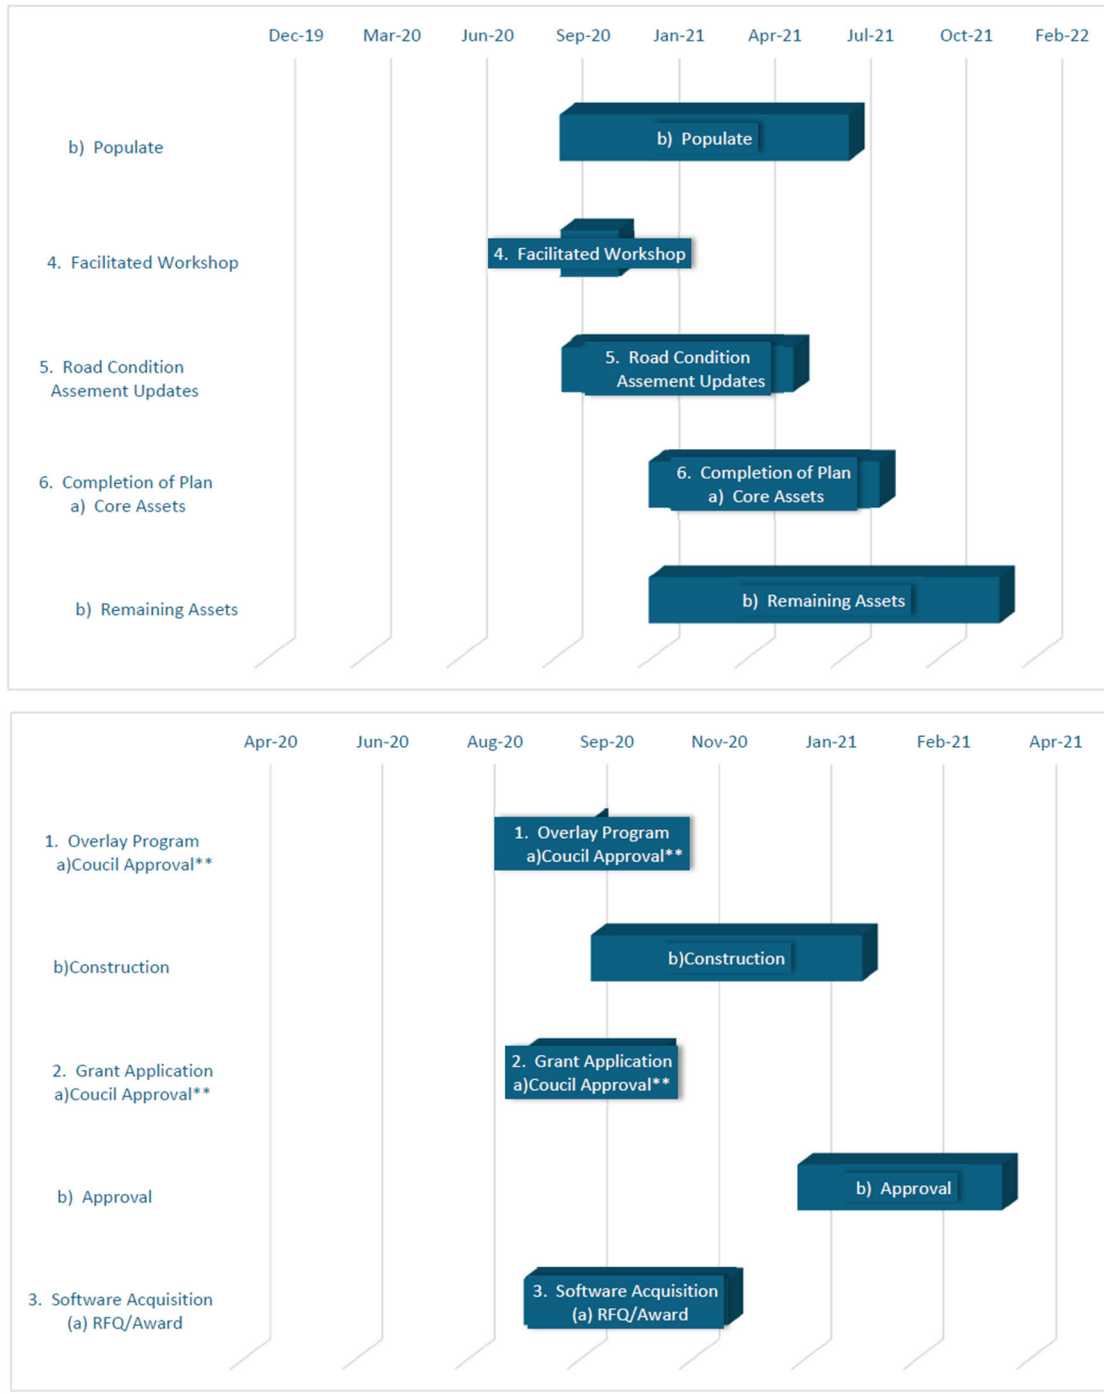 Dec-19 Mar-20 Jun-20 Sep-20 Jan-21 Apr-21 Jul-21 Oct-21 Feb-22
b) Populate
b) Populate
4. Facilitated Workshop
4. Facilitated Workshop
5. Road Condition
Assement Updates
5. Road Condition
Assement Updates
6. Completion of Plan
a) Core Assets
6. Completion of Plan
a) Core Assets
b) Remaining Assets
b) Remaining Assets
Apr-20 Jun-20 Aug-20 Sep-20 Nov-20 Jan-21 Feb-21 Apr-21
1. Overlay Program
a)Coucil Approval**
1. Overlay Program
a)Coucil Approval**
b)Construction
b)Construction
2. Grant Application
a)Coucil Approval**
2. Grant Application
a)Coucil Approval**
b) Approval
b) Approval
3. Software Acquisition
(a) RFQ/Award
3. Software Acquisition
(a) RFQ/Award